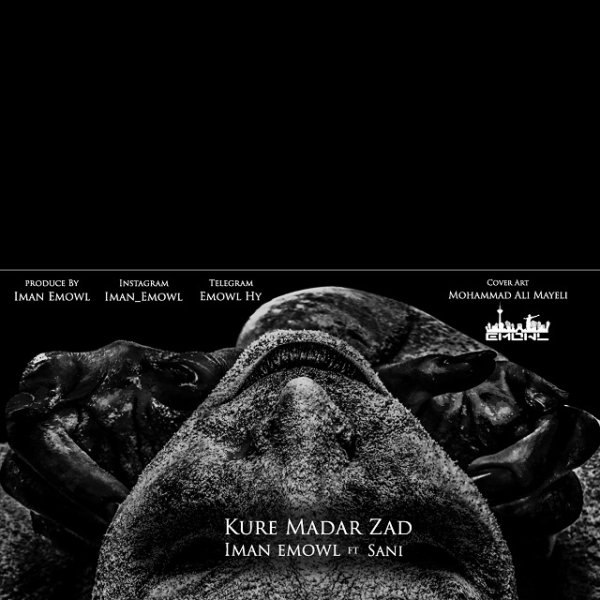 PRODUCE BY
IMAN EMOWL
INSTAGRAM
IMAN_EMOWL
TELEGRAM
EMOWL HY
COVER ART
MOHAMMAD ALI MAYELI
EMOWL
KURE MADAR ZAD
IMAN EMOWL FT SANI